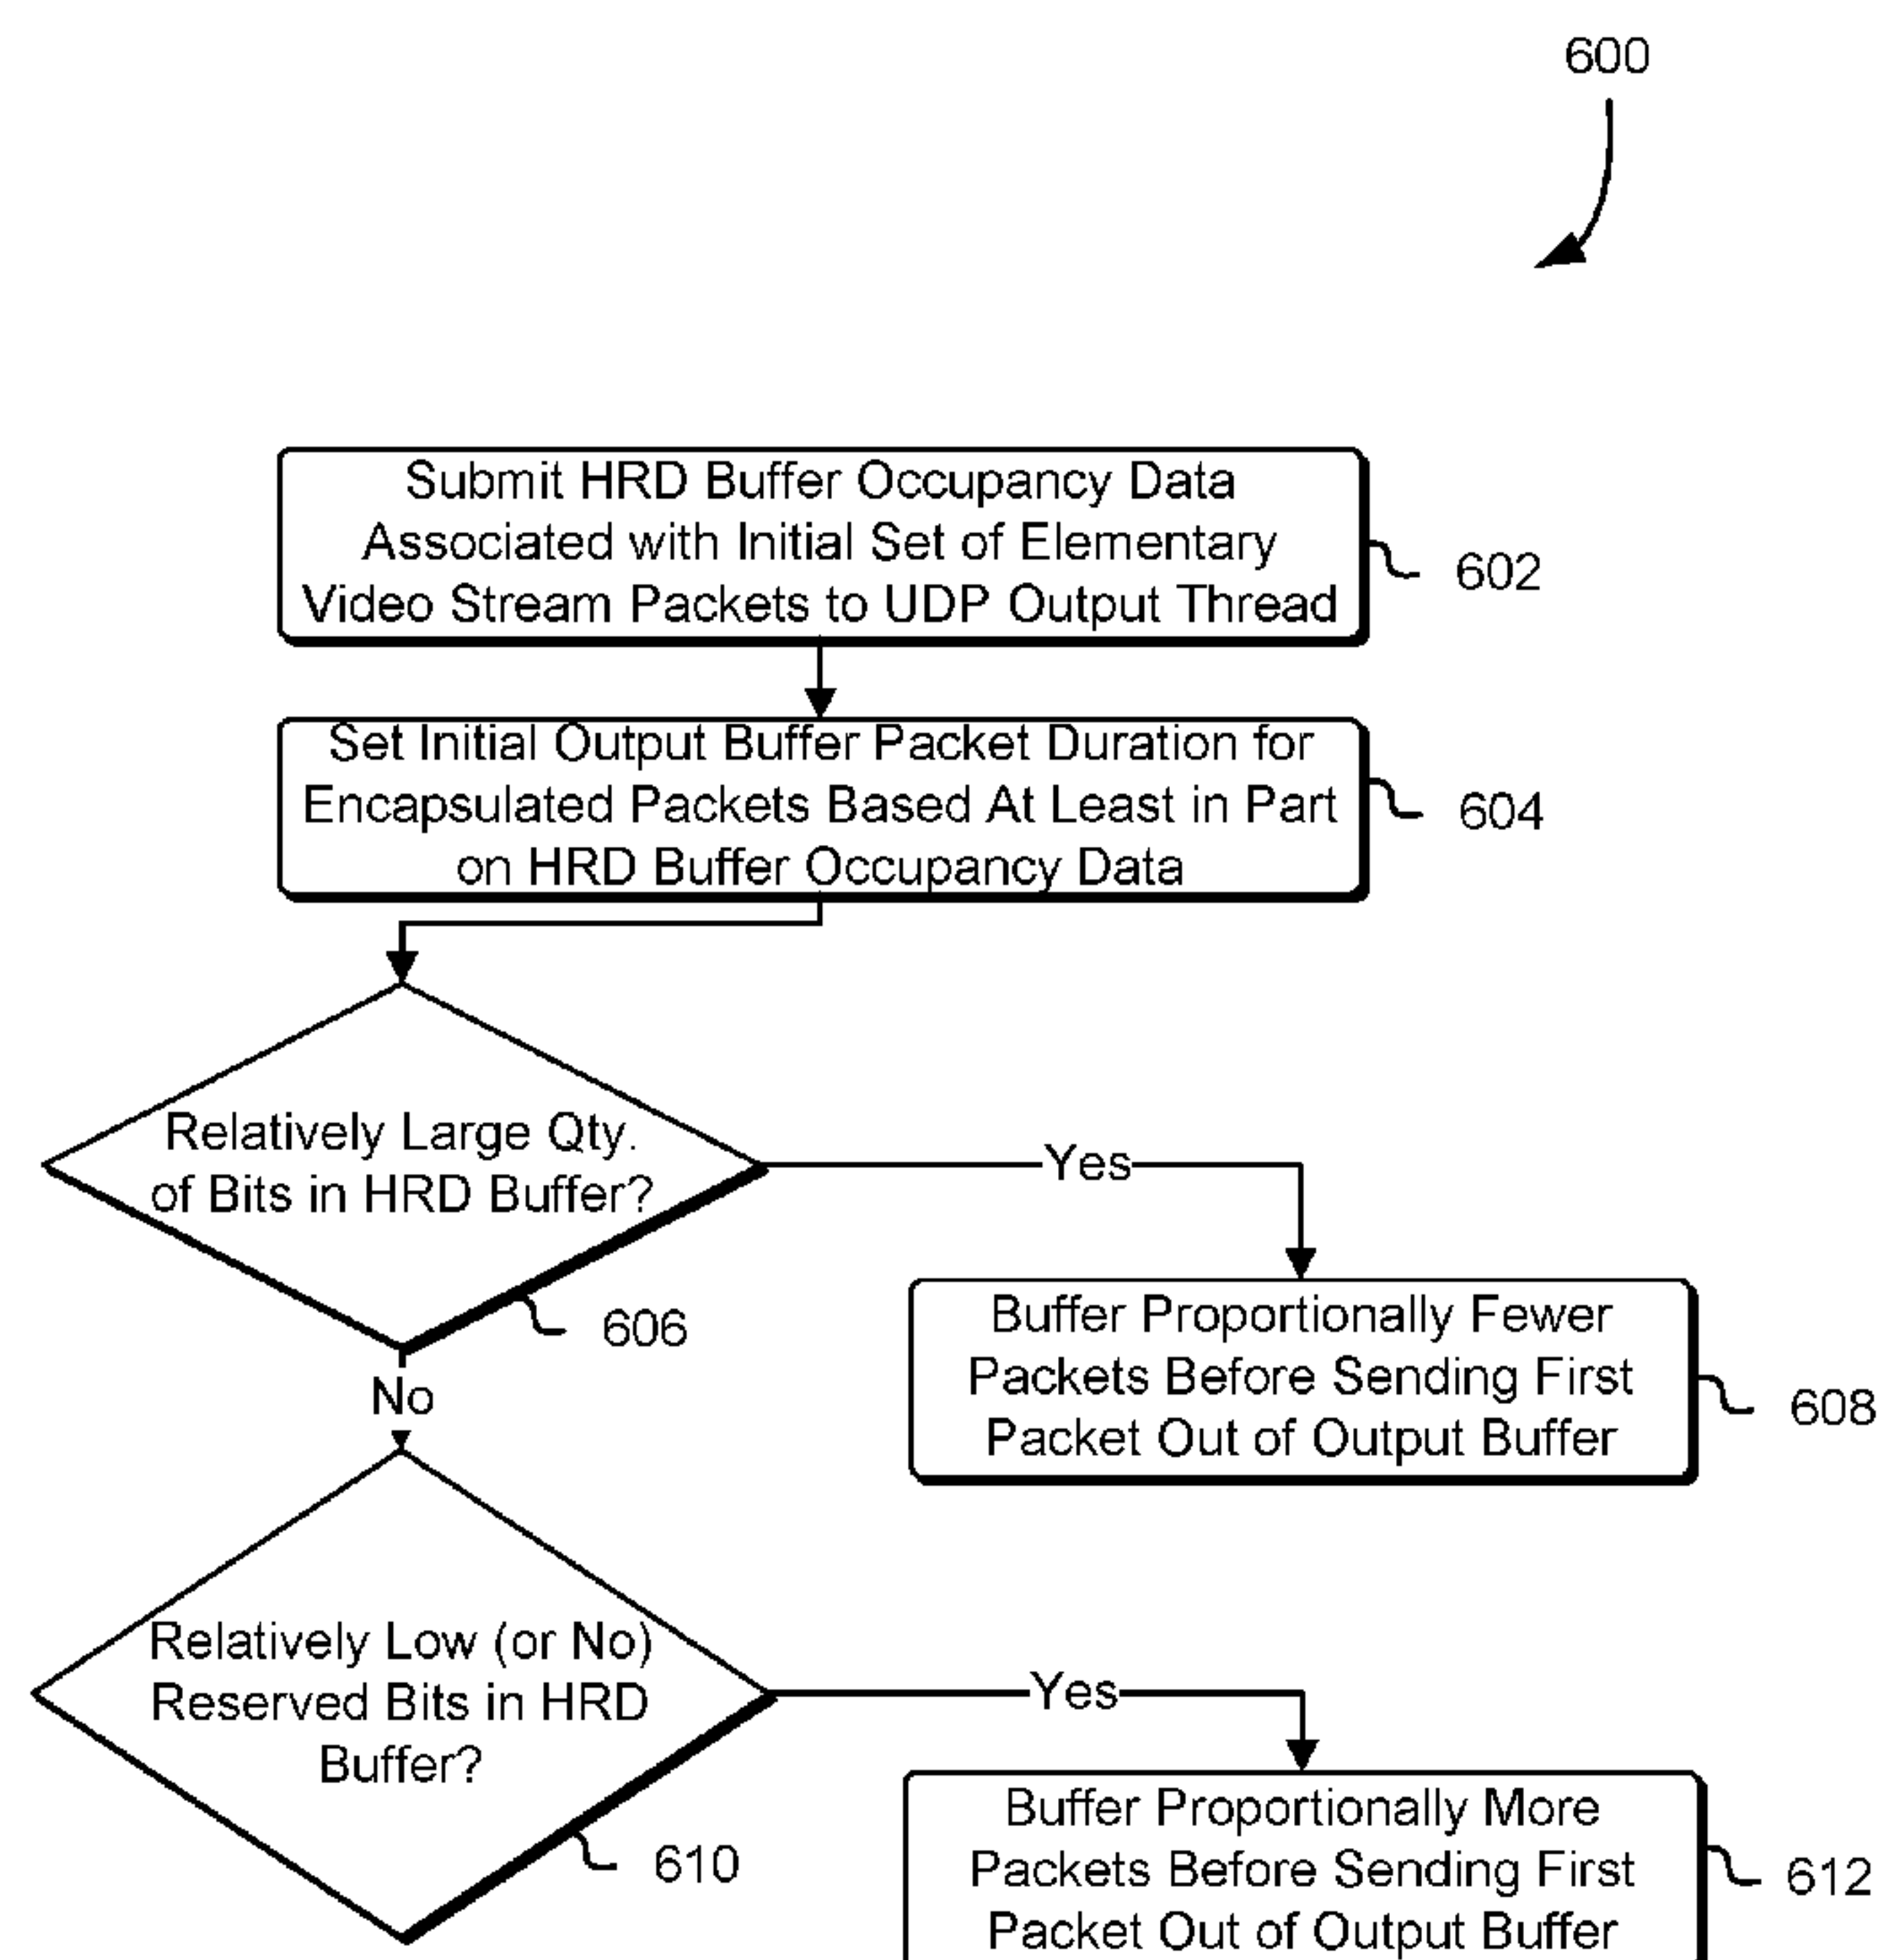 600
Submit HRD Buffer Occupancy Data
Associated with Initial Set of Elementary
Video Stream Packets to UDP Output Thread
602
Set Initial Output Buffer Packet Duration for
Encapsulated Packets Based At Least in Part
on HRD Buffer Occupancy Data
604
Relatively Large Qty.
of Bits in HRD Buffer?
606
Yes
Buffer Proportionally Fewer
Packets Before Sending First
Packet Out of Output Buffer
608
No
Relatively Low (or No)
Reserved Bits in HRD
Buffer?
610
Yes
Buffer Proportionally More
Packets Before Sending First
Packet Out of Output Buffer
612